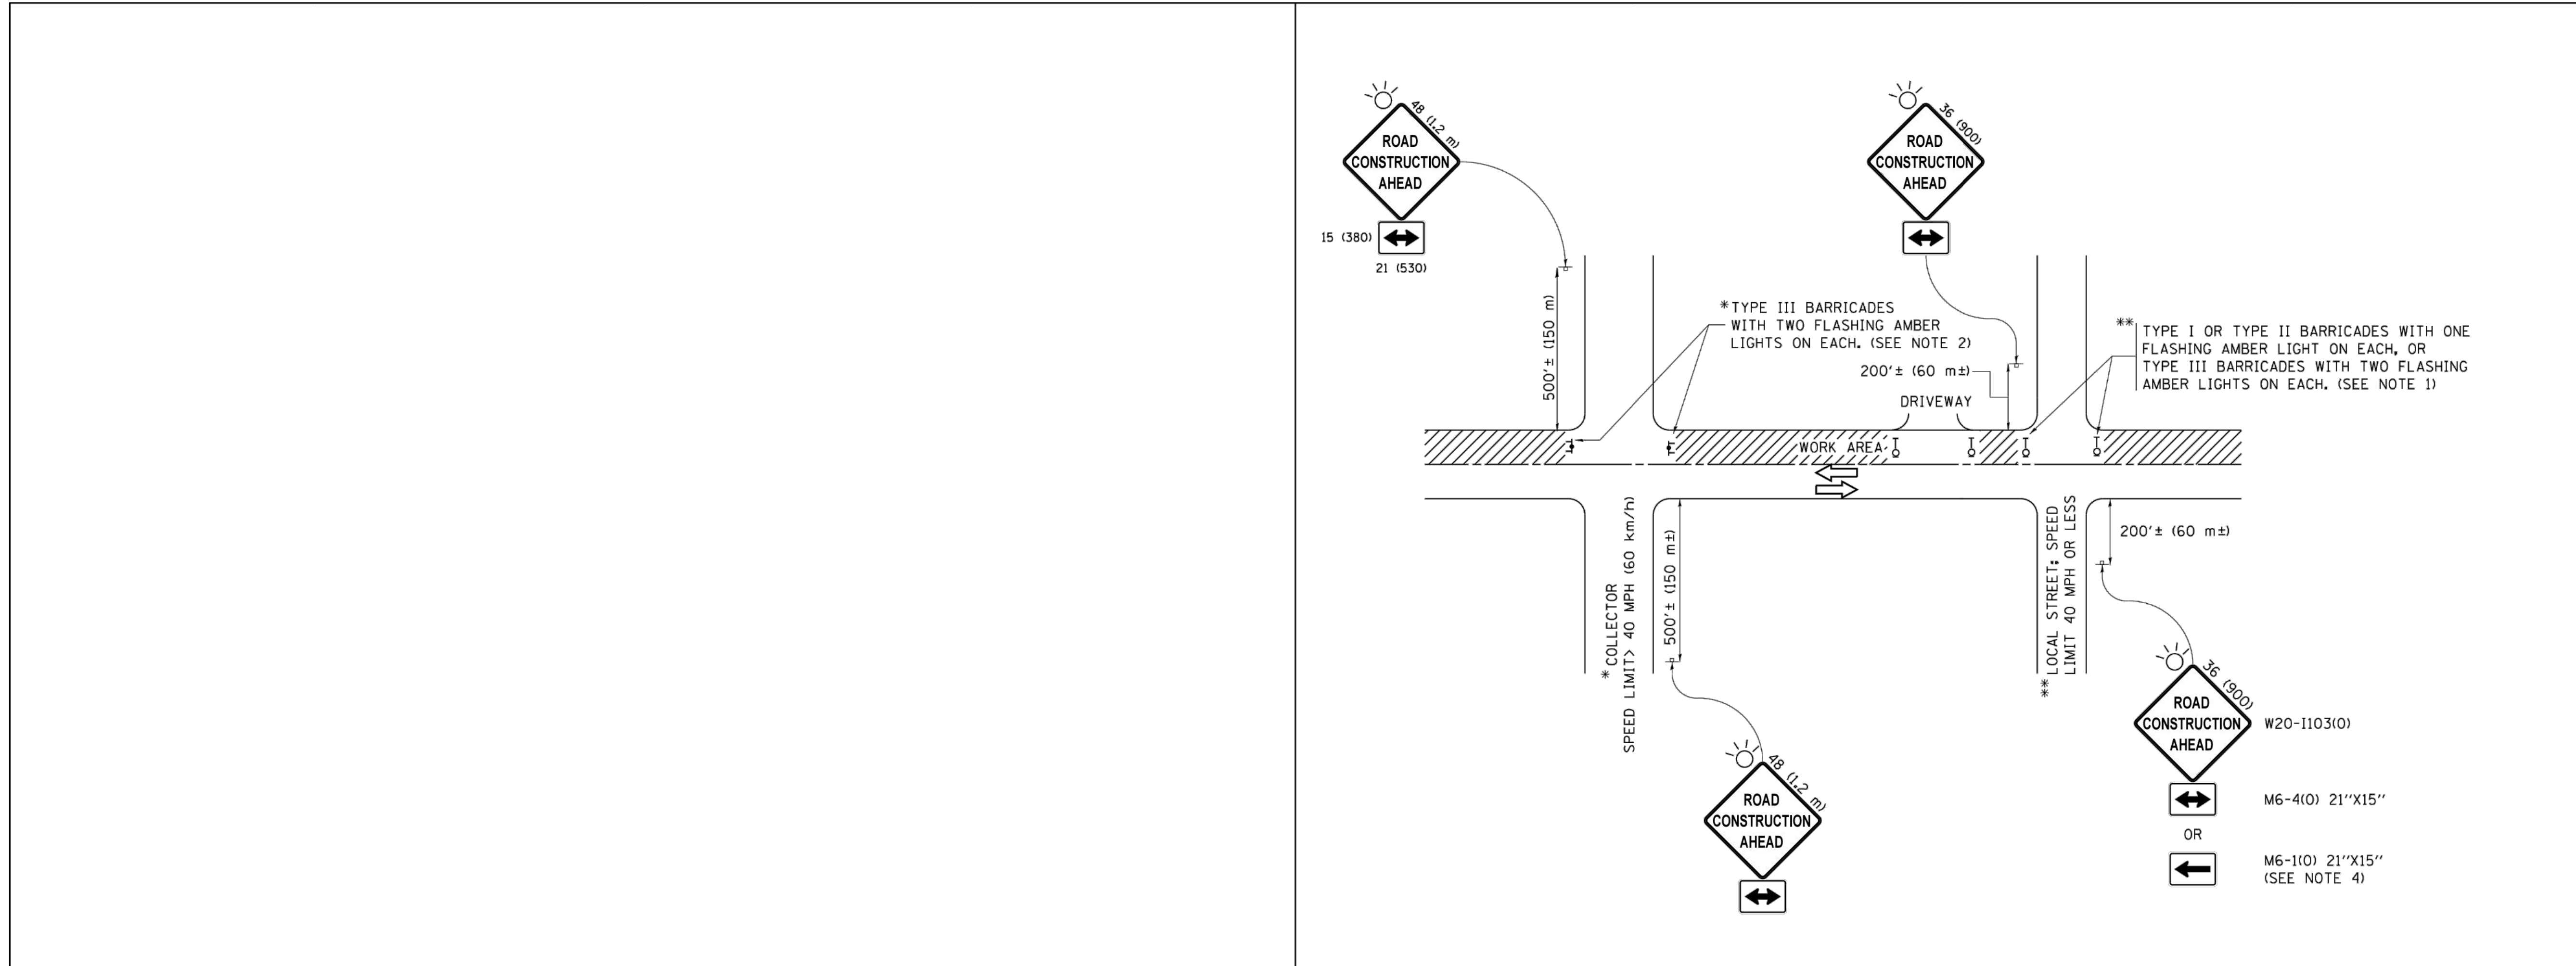 48 (1.2 m)
ROAD
CONSTRUCTION
AHEAD
15 (380)
21 (530)
36 (900)
ROAD
CONSTRUCTION
AHEAD
500'± (150 m)
* TYPE III BARRICADES
WITH TWO FLASHING AMBER
LIGHTS ON EACH. (SEE NOTE 2)
200'± (60 m±)
DRIVEWAY
** TYPE I OR TYPE II BARRICADES WITH ONE
FLASHING AMBER LIGHT ON EACH, OR
TYPE III BARRICADES WITH TWO FLASHING
AMBER LIGHTS ON EACH. (SEE NOTE 1)
WORK AREA
* COLLECTOR
SPEED LIMIT> 40 MPH (60 km/h)
500'± (150 m±)
** LOCAL STREET; SPEED
LIMIT 40 MPH OR LESS
200'± (60 m±)
48 (1.2 m)
ROAD
CONSTRUCTION
AHEAD
36 (900)
ROAD
CONSTRUCTION
AHEAD
W20-I103(O)
M6-4(O) 21''X15''
OR
M6-1(O) 21''X15''
(SEE NOTE 4)